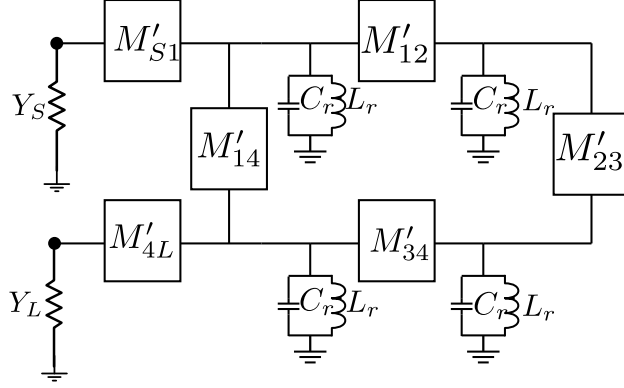 M′S1 M′12
YS Cr Lr Cr Lr
M′14 M′23
M′4L M′34
YL Cr Lr Cr Lr